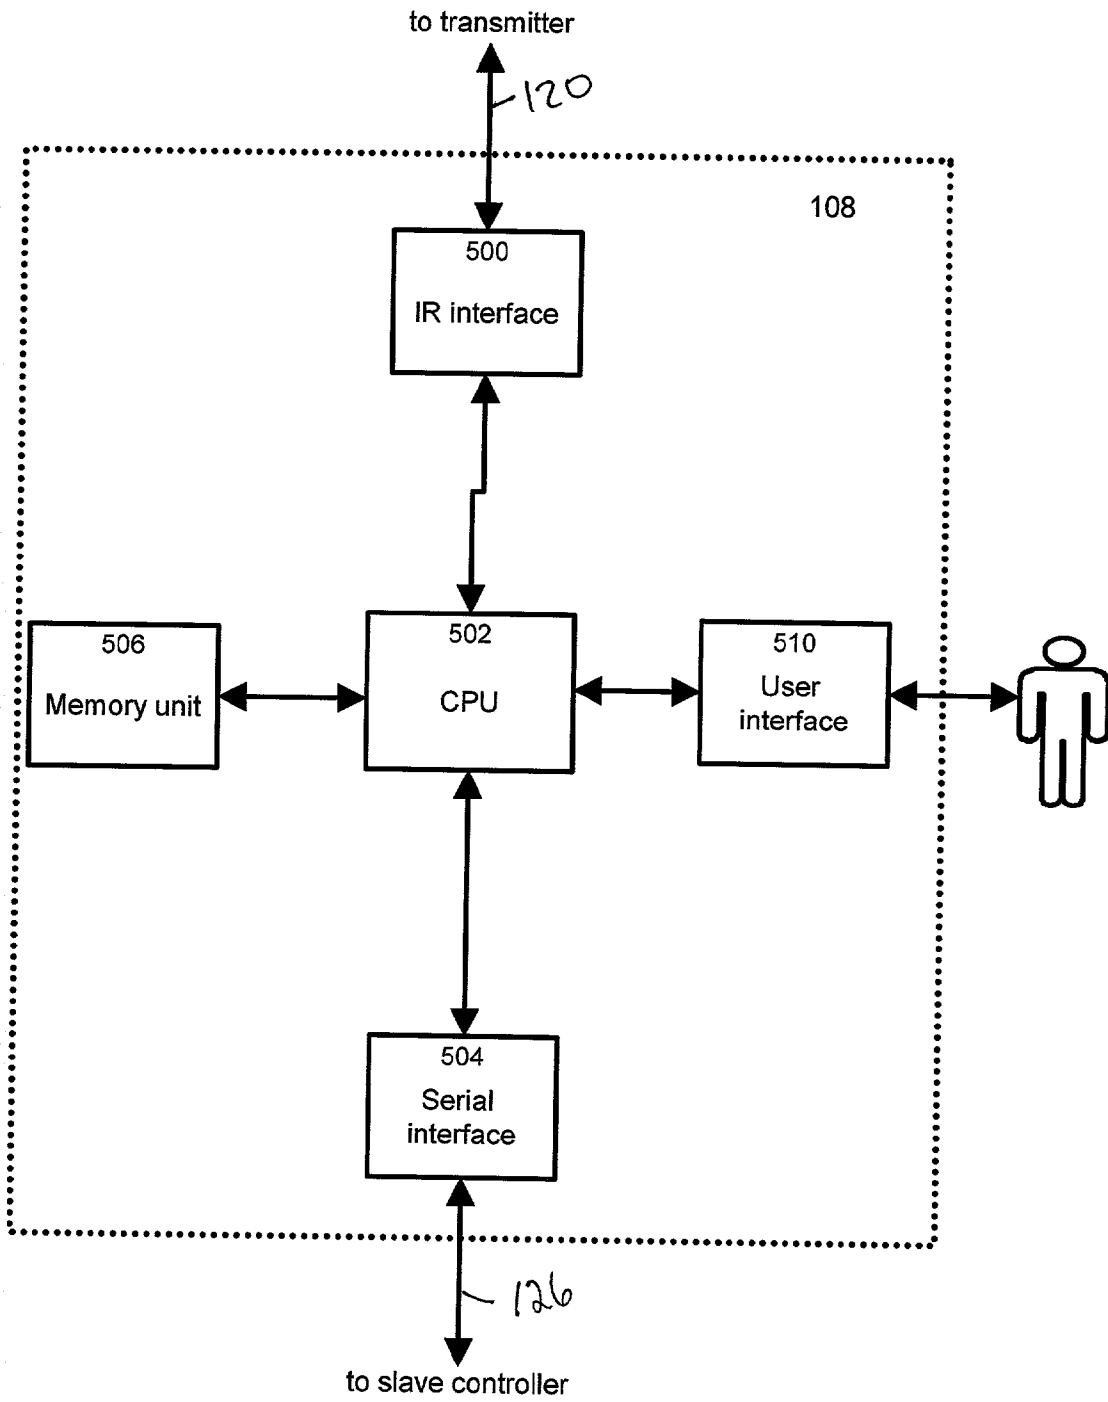 to transmitter
120
108
500
IR interface
506
Memory unit
502
CPU
510
User
interface
504
Serial
interface
126
to slave controller